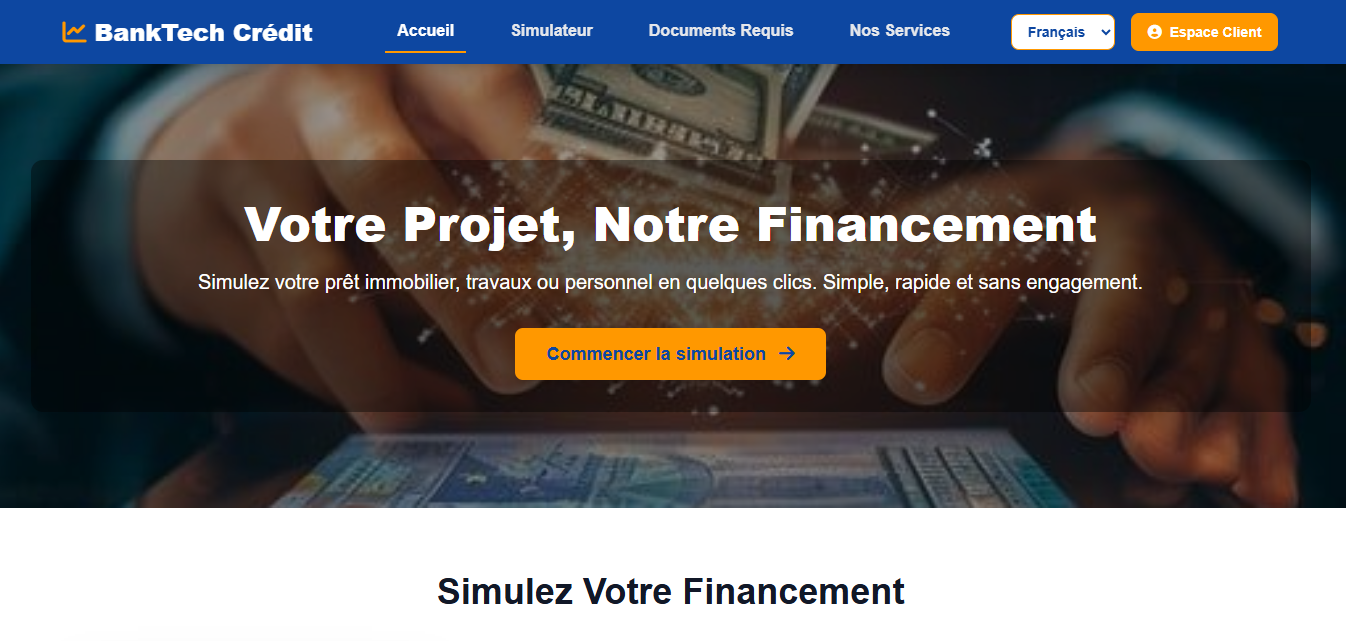 BankTech Crédit
Accueil
Simulateur
Documents Requis
Nos Services
Français
Espace Client
Votre Projet, Notre Financement
Simulez votre prêt immobilier, travaux ou personnel en quelques clics. Simple, rapide et sans engagement.
Commencer la simulation →
Simulez Votre Financement